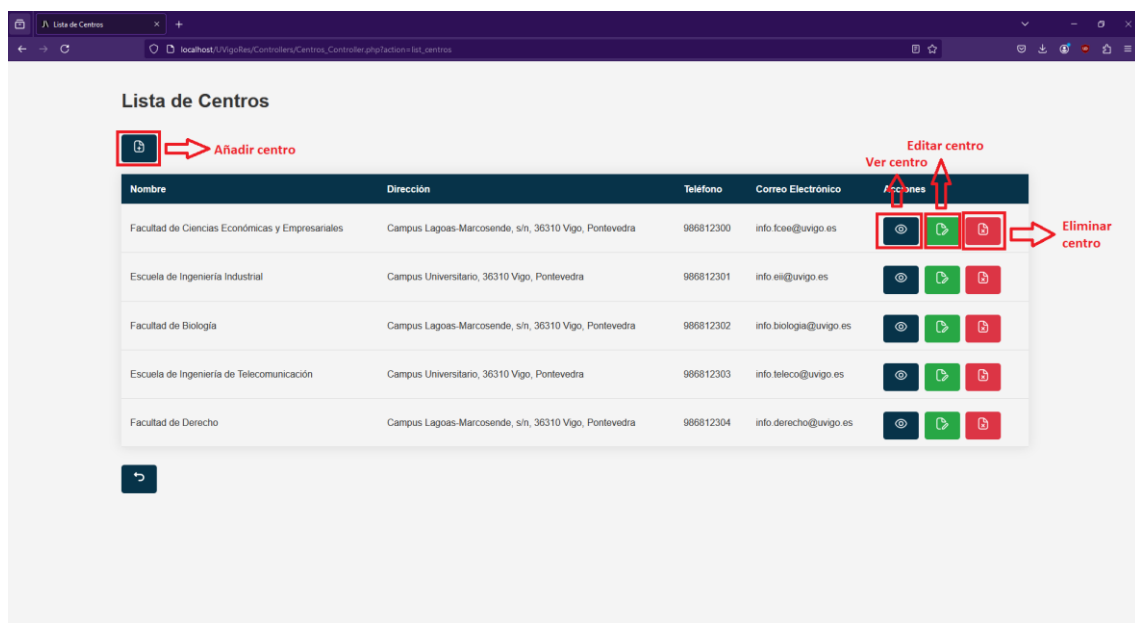 Lista de Centros
localhost/UVigoRes/Controllers/Centros_Controller.php?action=list_centros
Lista de Centros
Añadir centro
Editar centro
Ver centro
Nombre Dirección Teléfono Correo Electrónico Acciones
Facultad de Ciencias Económicas y Empresariales Campus Lagoas-Marcosende, s/n, 36310 Vigo, Pontevedra 986812300 info.fcee@uvigo.es
Eliminar
centro
Escuela de Ingeniería Industrial Campus Universitario, 36310 Vigo, Pontevedra 986812301 info.eii@uvigo.es
Facultad de Biología Campus Lagoas-Marcosende, s/n, 36310 Vigo, Pontevedra 986812302 info.biologia@uvigo.es
Escuela de Ingeniería de Telecomunicación Campus Universitario, 36310 Vigo, Pontevedra 986812303 info.teleco@uvigo.es
Facultad de Derecho Campus Lagoas-Marcosende, s/n, 36310 Vigo, Pontevedra 986812304 info.derecho@uvigo.es